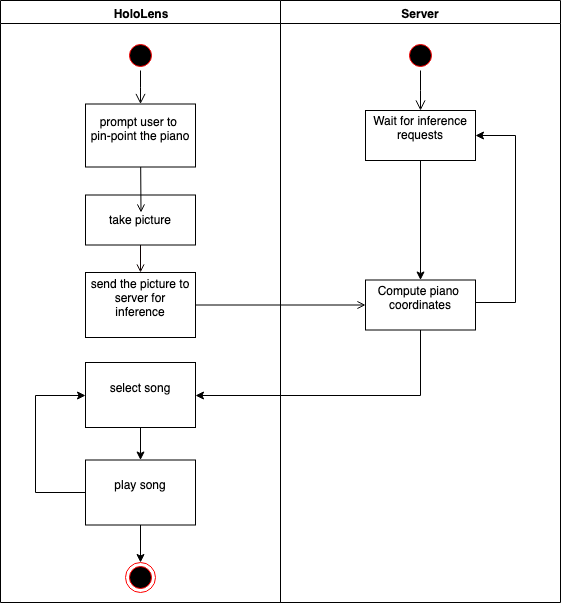 HoloLens
Server
prompt user to
pin-point the piano
Wait for inference
requests
take picture
send the picture to
server for
inference
Compute piano
coordinates
select song
play song